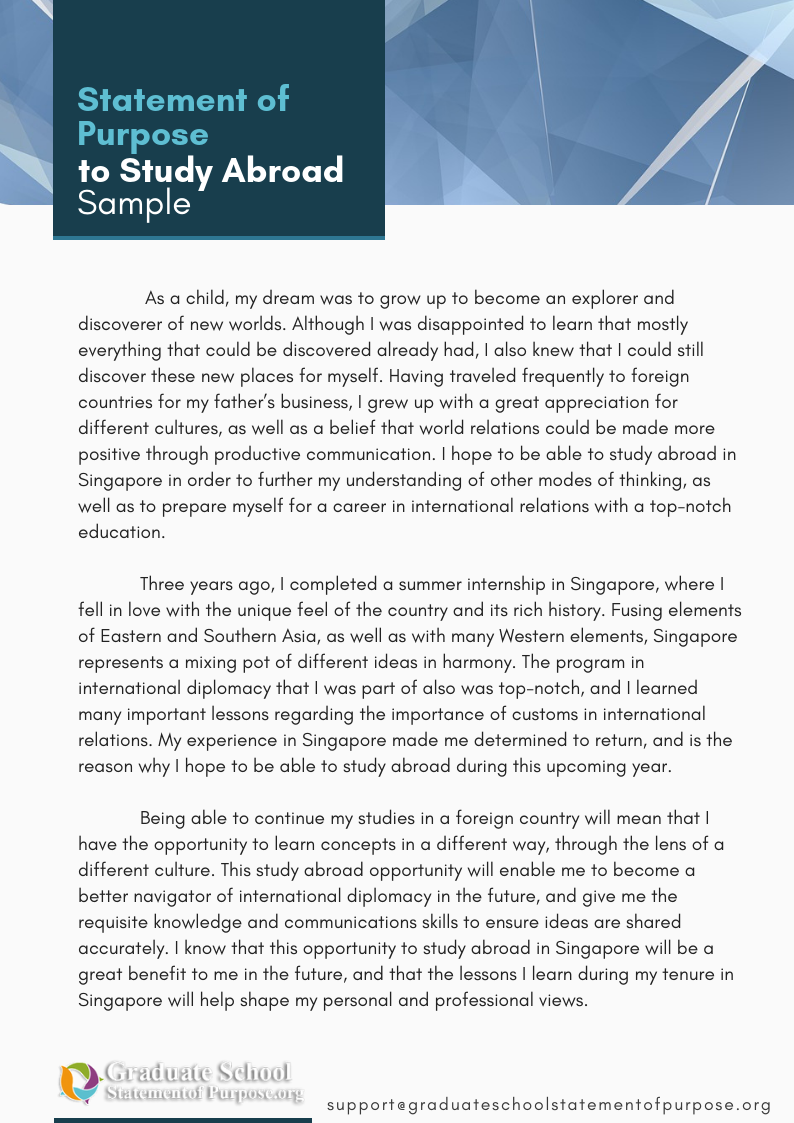 Statement of
Purpose
to Study Abroad
Sample
As a child, my dream was to grow up to become an explorer and
discoverer of new worlds. Although I was disappointed to learn that mostly
everything that could be discovered already had, I also knew that I could still
discover these new places for myself. Having traveled frequently to foreign
countries for my father's business, I grew up with a great appreciation for
different cultures, as well as a belief that world relations could be made more
positive through productive communication. I hope to be able to study abroad in
Singapore in order to further my understanding of other modes of thinking, as
well as to prepare myself for a career in international relations with a top-notch
education.
Three years ago, I completed a summer internship in Singapore, where I
fell in love with the unique feel of the country and its rich history. Fusing elements
of Eastern and Southern Asia, as well as with many Western elements, Singapore
represents a mixing pot of different ideas in harmony. The program in
international diplomacy that I was part of also was top-notch, and I learned
many important lessons regarding the importance of customs in international
relations. My experience in Singapore made me determined to return, and is the
reason why I hope to be able to study abroad during this upcoming year.
Being able to continue my studies in a foreign country will mean that I
have the opportunity to learn concepts in a different way, through the lens of a
different culture. This study abroad opportunity will enable me to become a
better navigator of international diplomacy in the future, and give me the
requisite knowledge and communications skills to ensure ideas are shared
accurately. I know that this opportunity to study abroad in Singapore will be a
great benefit to me in the future, and that the lessons I learn during my tenure in
Singapore will help shape my personal and professional views.
Graduate School
Statementof Purpose.org
support@graduateschoolstatementofpurpose.org